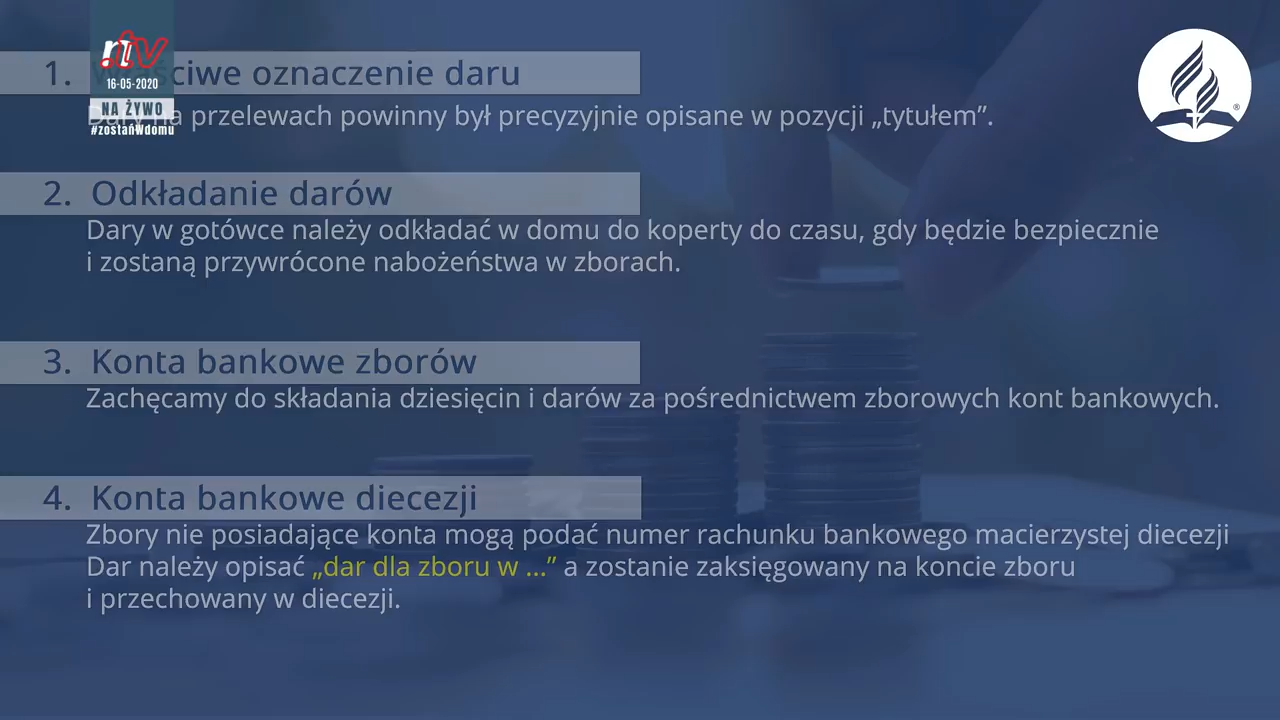 n.tv
16-05-2020
NA ŻYWO
#zostańwdomu
1. Właściwe oznaczenie daru
Dary na przelewach powinny był precyzyjnie opisane w pozycji „tytułem”.
2. Odkładanie darów
Dary w gotówce należy odkładać w domu do koperty do czasu, gdy będzie bezpiecznie
i zostaną przywrócone nabożeństwa w zborach.
3. Konta bankowe zborów
Zachęcamy do składania dziesięcin i darów za pośrednictwem zborowych kont bankowych.
4. Konta bankowe diecezji
Zbory nie posiadające konta mogą podać numer rachunku bankowego macierzystej diecezji
Dar należy opisać „dar dla zboru w ...” a zostanie zaksięgowany na koncie zboru
i przechowany w diecezji.
®